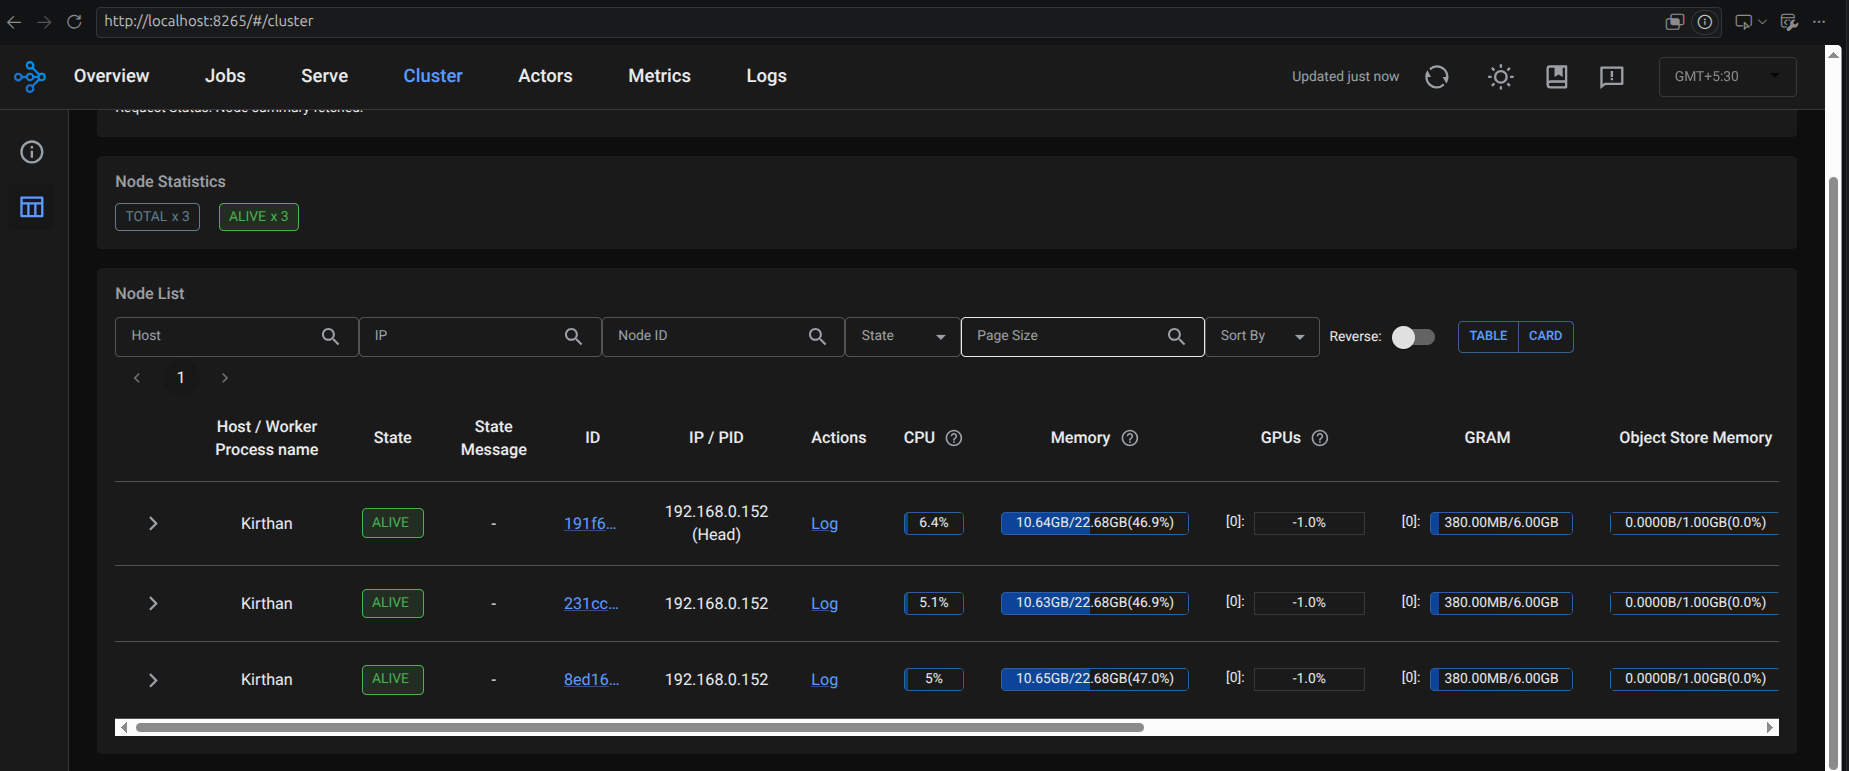 http://localhost:8265/#/cluster
Overview Jobs Serve Cluster Actors Metrics Logs Updated just now GMT+5:30
Request Status: Node summary fetched.
Node Statistics
TOTAL x 3 ALIVE x 3
Node List
Host IP Node ID State Page Size Sort By Reverse: TABLE CARD
1
Host / Worker Process name State State Message ID IP / PID Actions CPU Memory GPUs GRAM Object Store Memory
Kirthan ALIVE - 191f6... 192.168.0.152 (Head) Log 6.4% 10.64GB/22.68GB(46.9%) [0]: -1.0% [0]: 380.00MB/6.00GB 0.0000B/1.00GB(0.0%)
Kirthan ALIVE - 231cc... 192.168.0.152 Log 5.1% 10.63GB/22.68GB(46.9%) [0]: -1.0% [0]: 380.00MB/6.00GB 0.0000B/1.00GB(0.0%)
Kirthan ALIVE - 8ed16... 192.168.0.152 Log 5% 10.65GB/22.68GB(47.0%) [0]: -1.0% [0]: 380.00MB/6.00GB 0.0000B/1.00GB(0.0%)